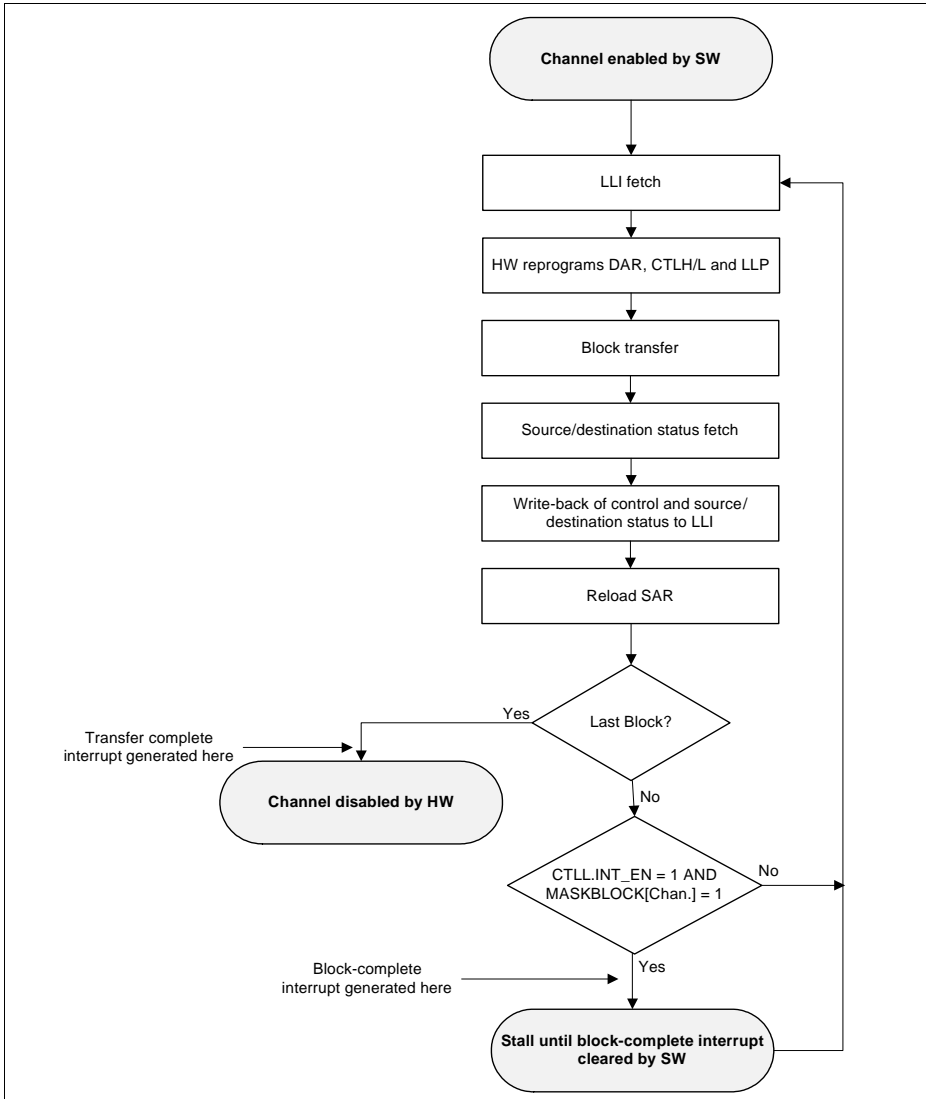 Channel enabled by SW
LLI fetch
HW reprograms DAR, CTLH/L and LLP
Block transfer
Source/destination status fetch
Write-back of control and source/
destination status to LLI
Reload SAR
Last Block?
Yes
Transfer complete
interrupt generated here
Channel disabled by HW
No
CTLL.INT_EN = 1 AND
MASKBLOCK[Chan.] = 1
No
Yes
Block-complete
interrupt generated here
Stall until block-complete interrupt
cleared by SW